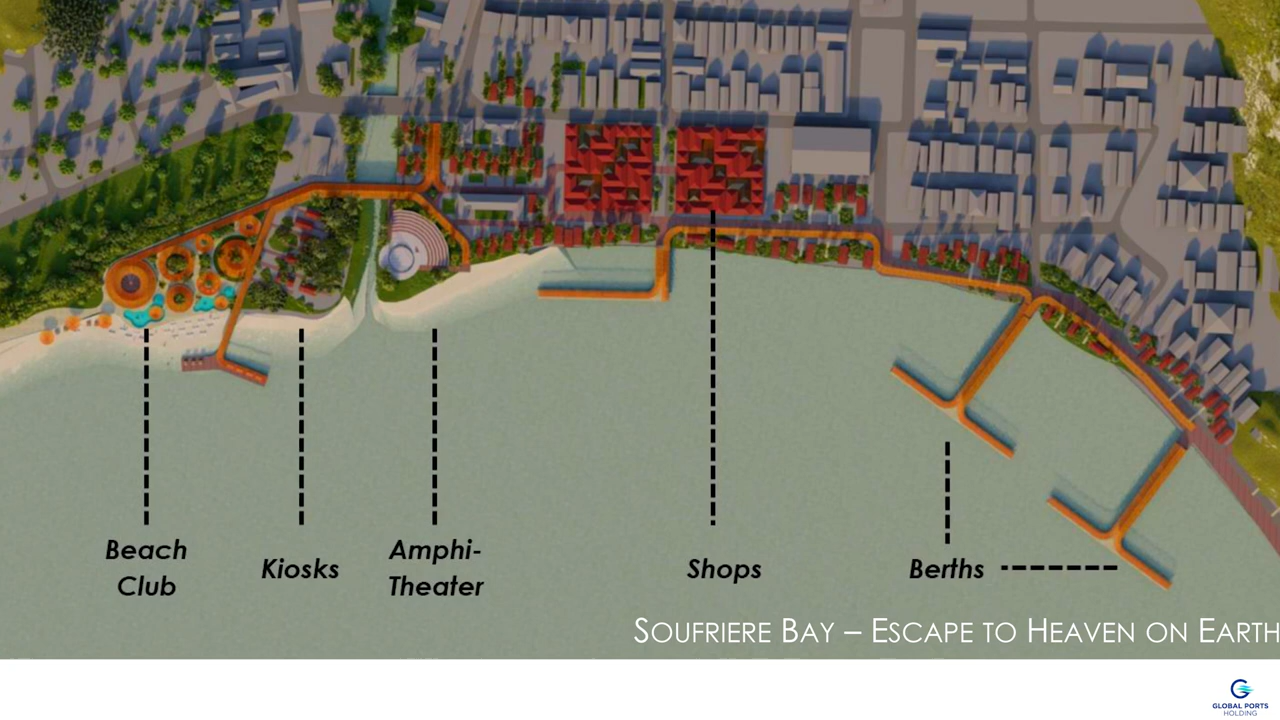 Beach
Club
Kiosks
Amphi-
Theater
Shops
Berths
SOUFRIERE BAY – ESCAPE TO HEAVEN ON EARTH
GLOBAL PORTS
HOLDING